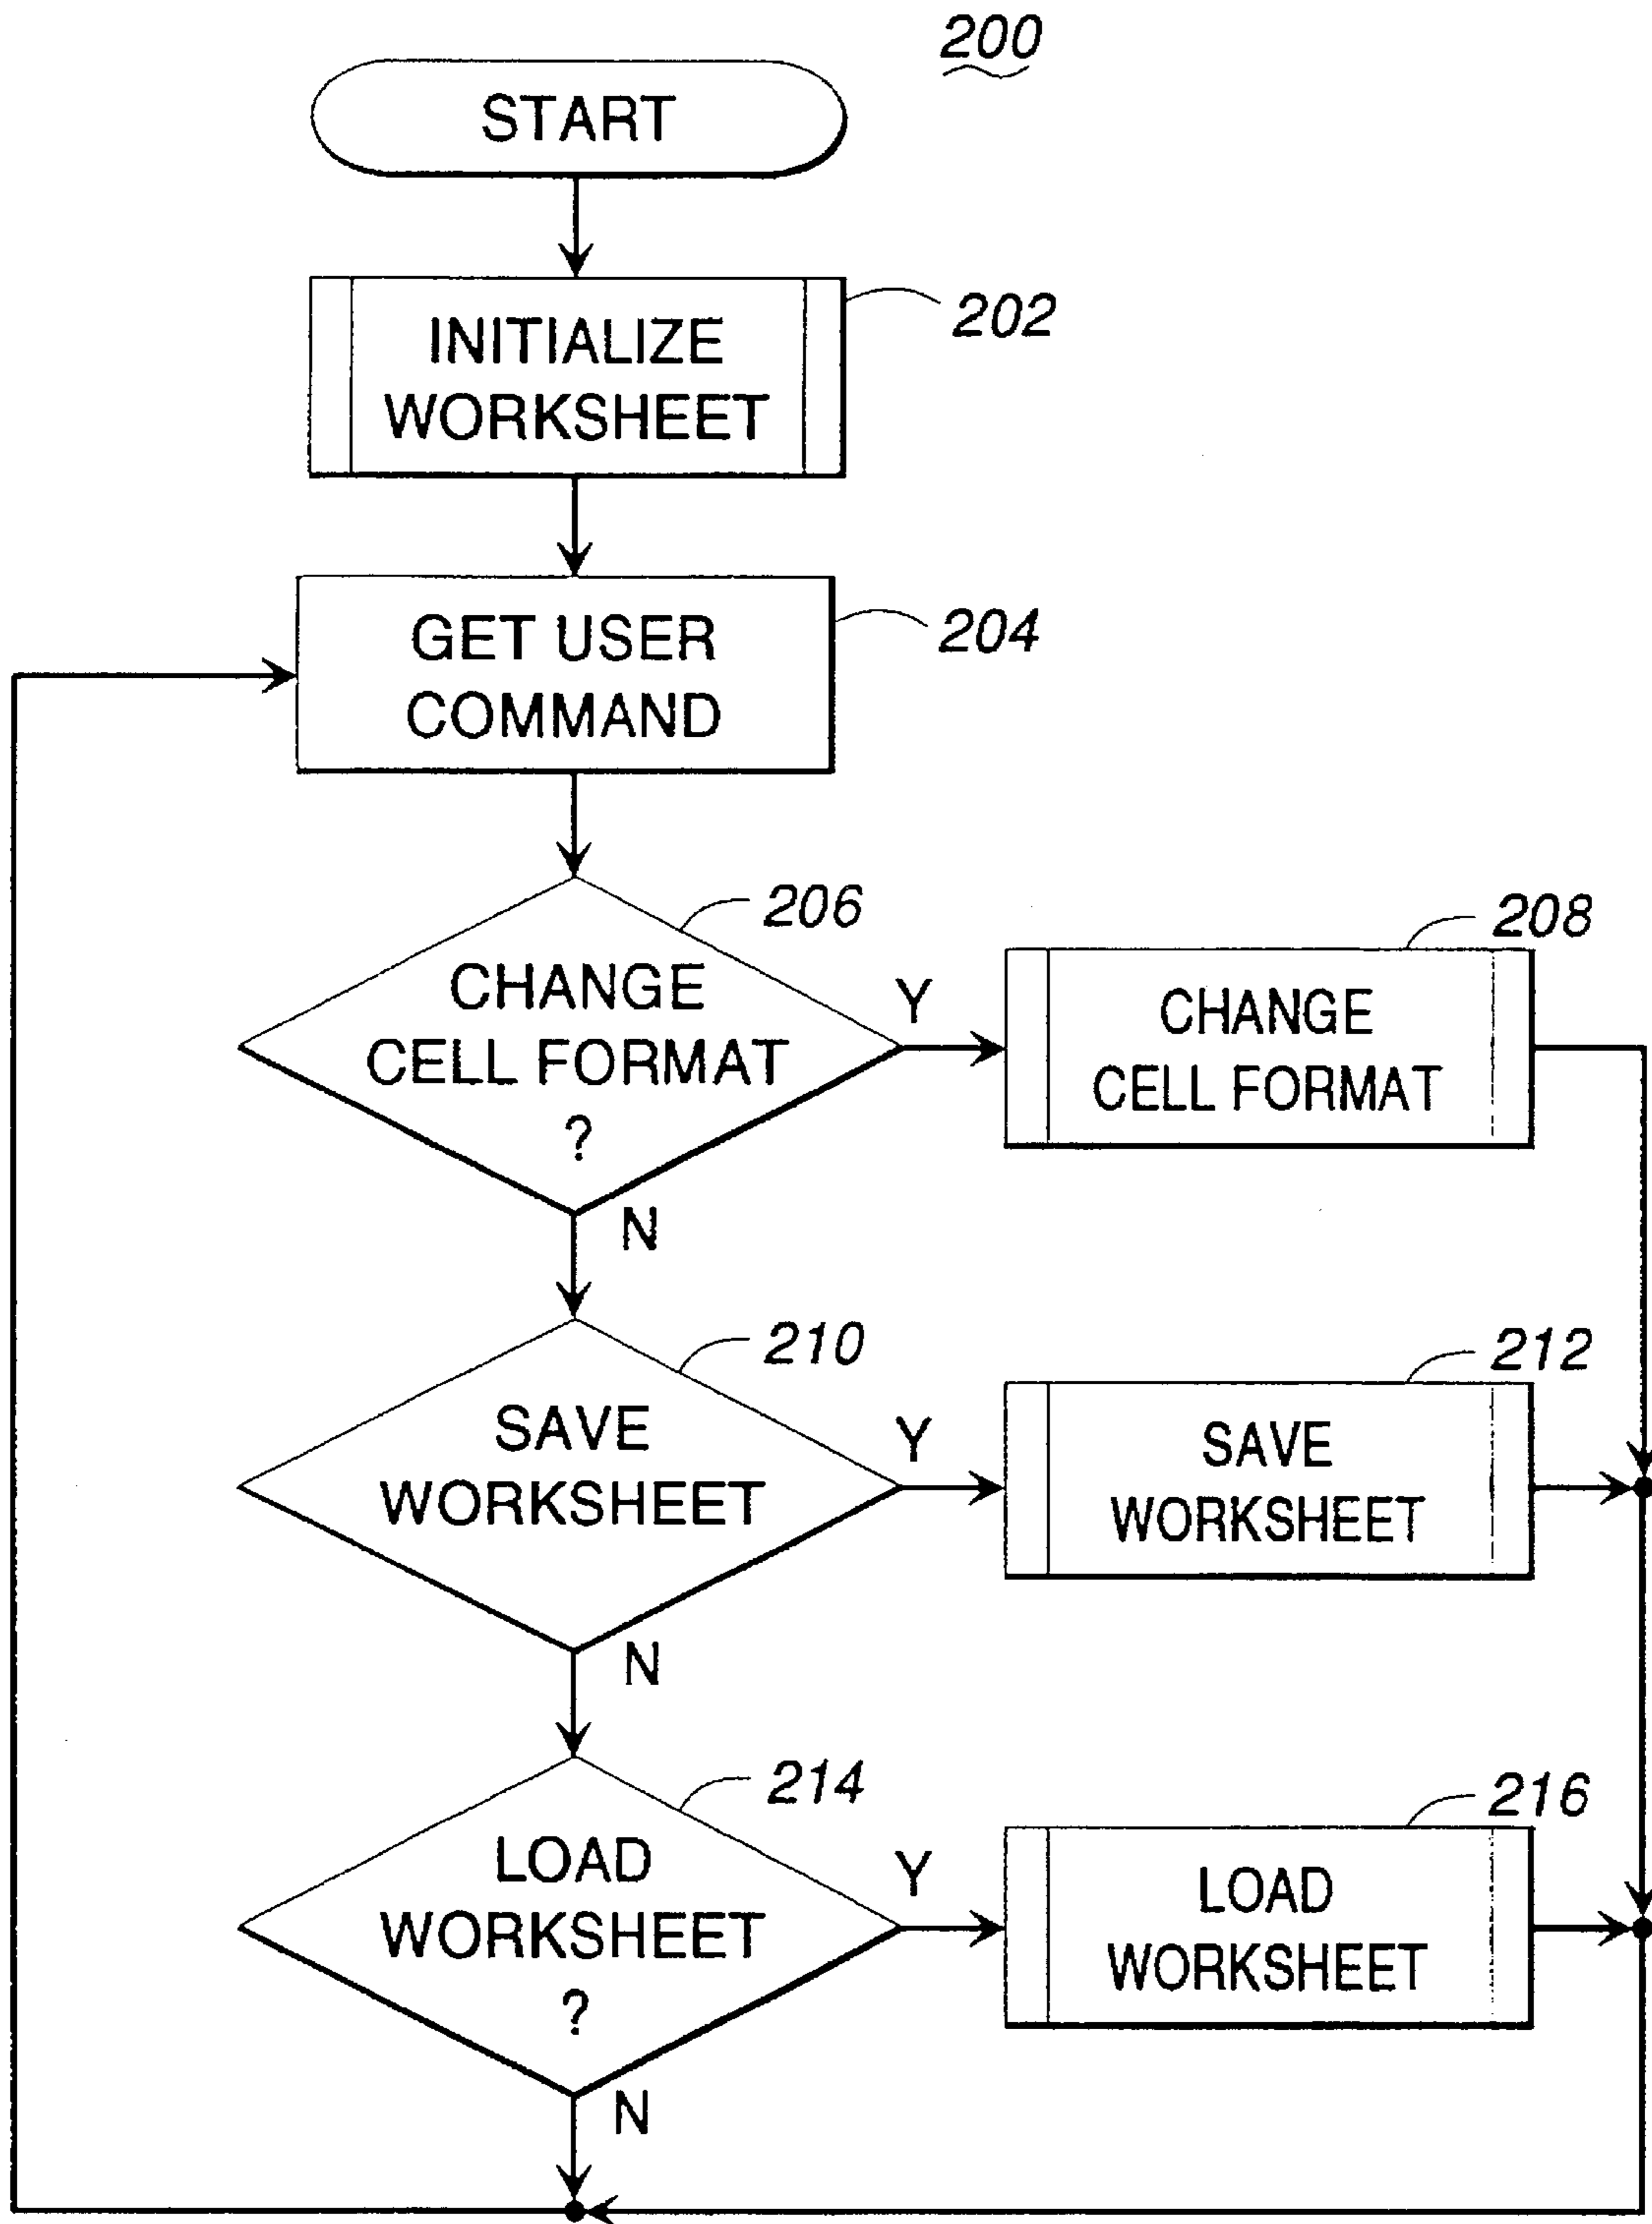 200
START
INITIALIZE
WORKSHEET
202
GET USER
COMMAND
204
206
CHANGE
CELL FORMAT
?
Y
N
208
CHANGE
CELL FORMAT
210
SAVE
WORKSHEET
Y
N
212
SAVE
WORKSHEET
214
LOAD
WORKSHEET
?
Y
N
216
LOAD
WORKSHEET